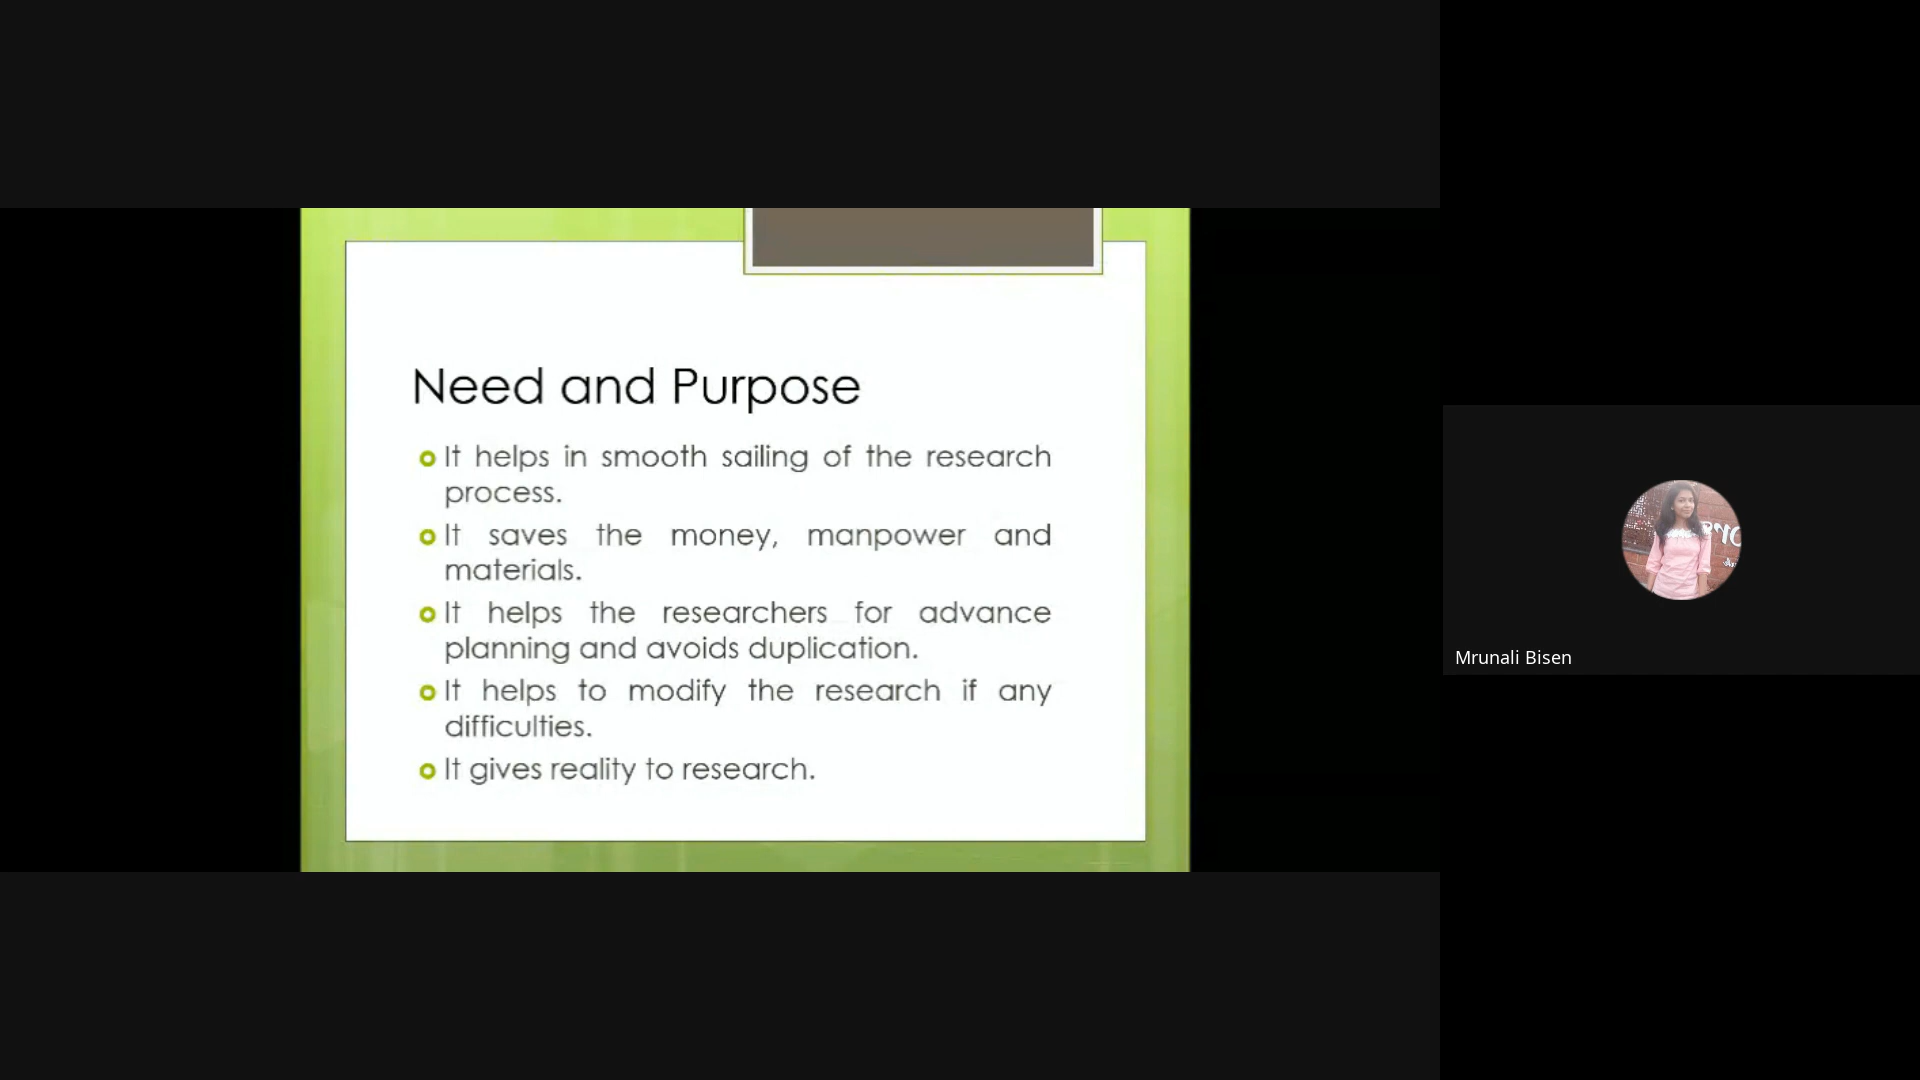 Need and Purpose
It helps in smooth sailing of the research
process.
It saves the money, manpower and
materials.
It helps the researchers for advance
planning and avoids duplication.
It helps to modify the research if any
difficulties.
It gives reality to research.
Mrunali Bisen